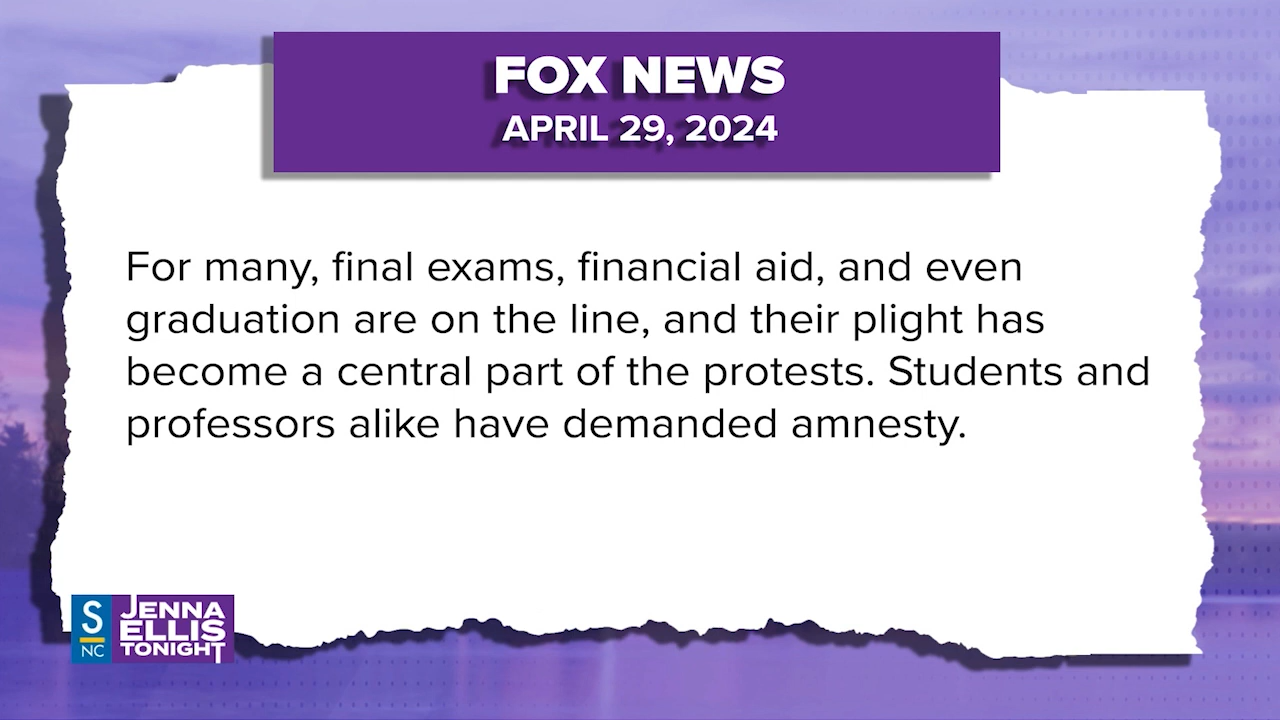 FOX NEWS
APRIL 29, 2024
For many, final exams, financial aid, and even
graduation are on the line, and their plight has
become a central part of the protests. Students and
professors alike have demanded amnesty.
S
NC
JENNA
ELLIS
TONIGHT